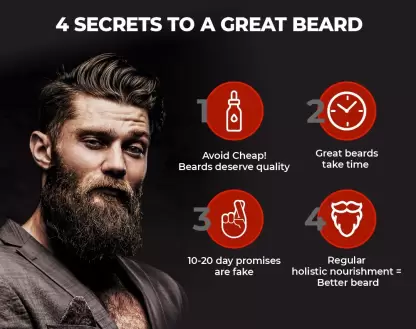 4 SECRETS TO A GREAT BEARD
1
Avoid Cheap!
Beards deserve quality
2
Great beards
take time
3
10-20 day promises
are fake
4
Regular
holistic nourishment =
Better beard